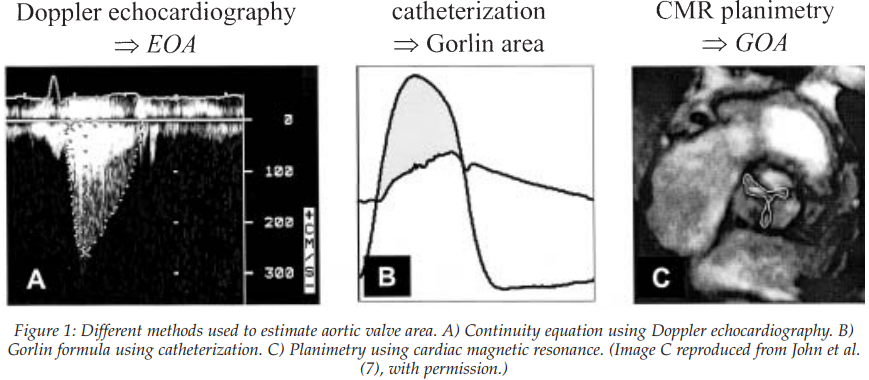 Doppler echocardiography
⇒ EOA
catheterization
⇒ Gorlin area
CMR planimetry
⇒ GOA
0
100
200
300
+CM/S-
A
B
C
Figure 1: Different methods used to estimate aortic valve area. A) Continuity equation using Doppler echocardiography. B)
Gorlin formula using catheterization. C) Planimetry using cardiac magnetic resonance. (Image C reproduced from John et al.
(7), with permission.)